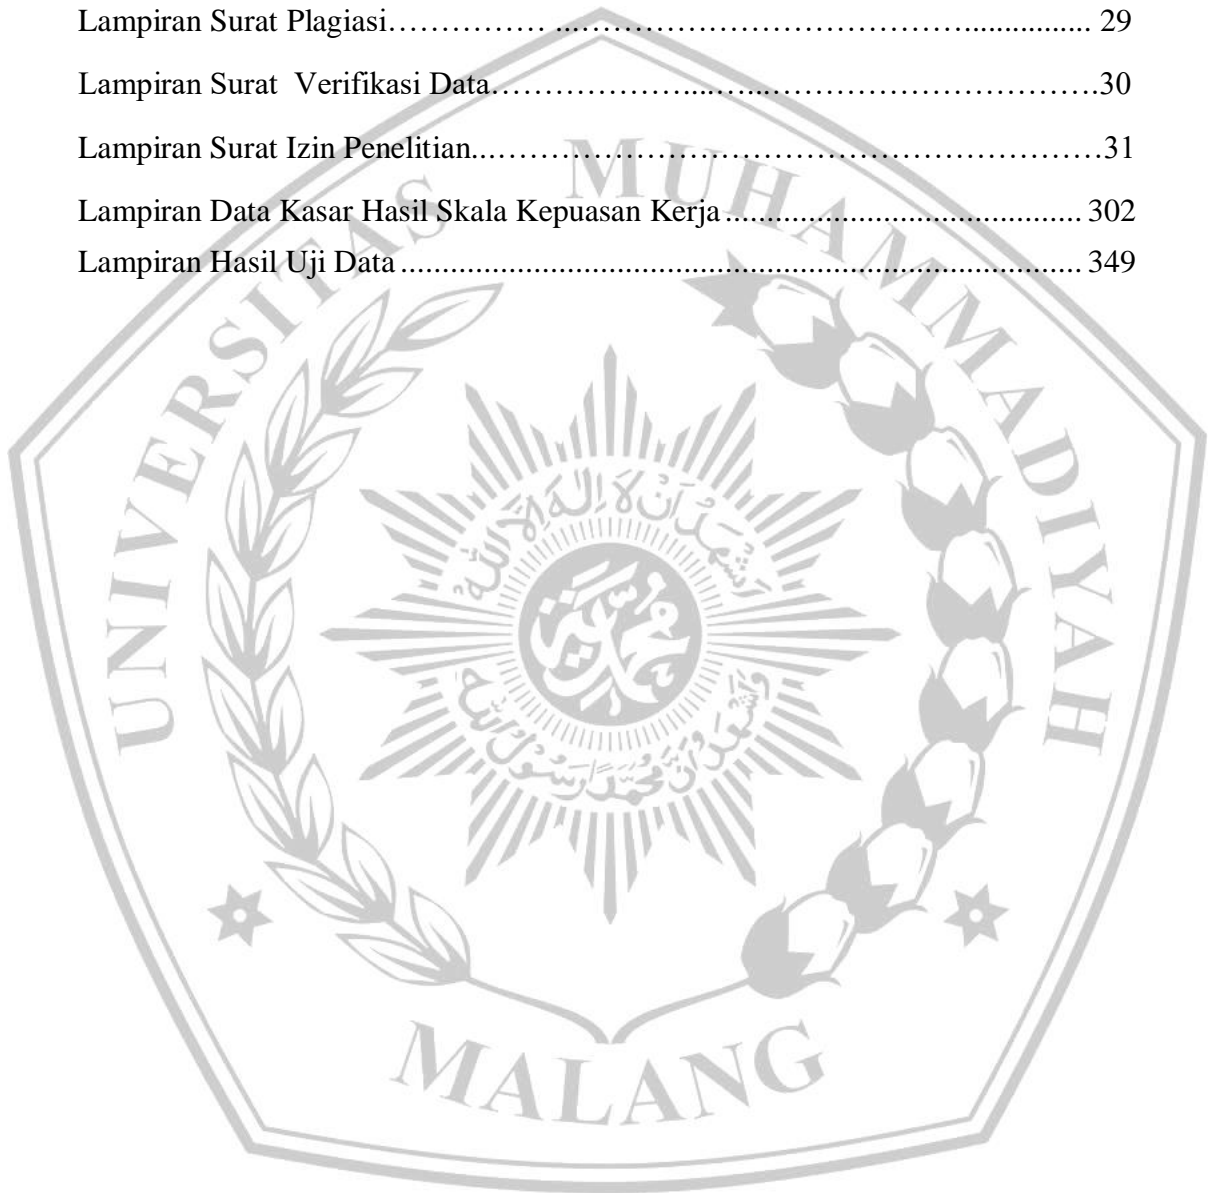 Lampiran Surat Plagiasi…………… ...…………………………………................ 29
Lampiran Surat  Verifikasi Data………………....…...………………………….30
Lampiran Surat Izin Penelitian..……………………………………………………31
Lampiran Data Kasar Hasil Skala Kepuasan Kerja........................................... 302
Lampiran Hasil Uji Data................................................................................... 349
UNIVERSITAS MUHAMMADIYAH
MALANG